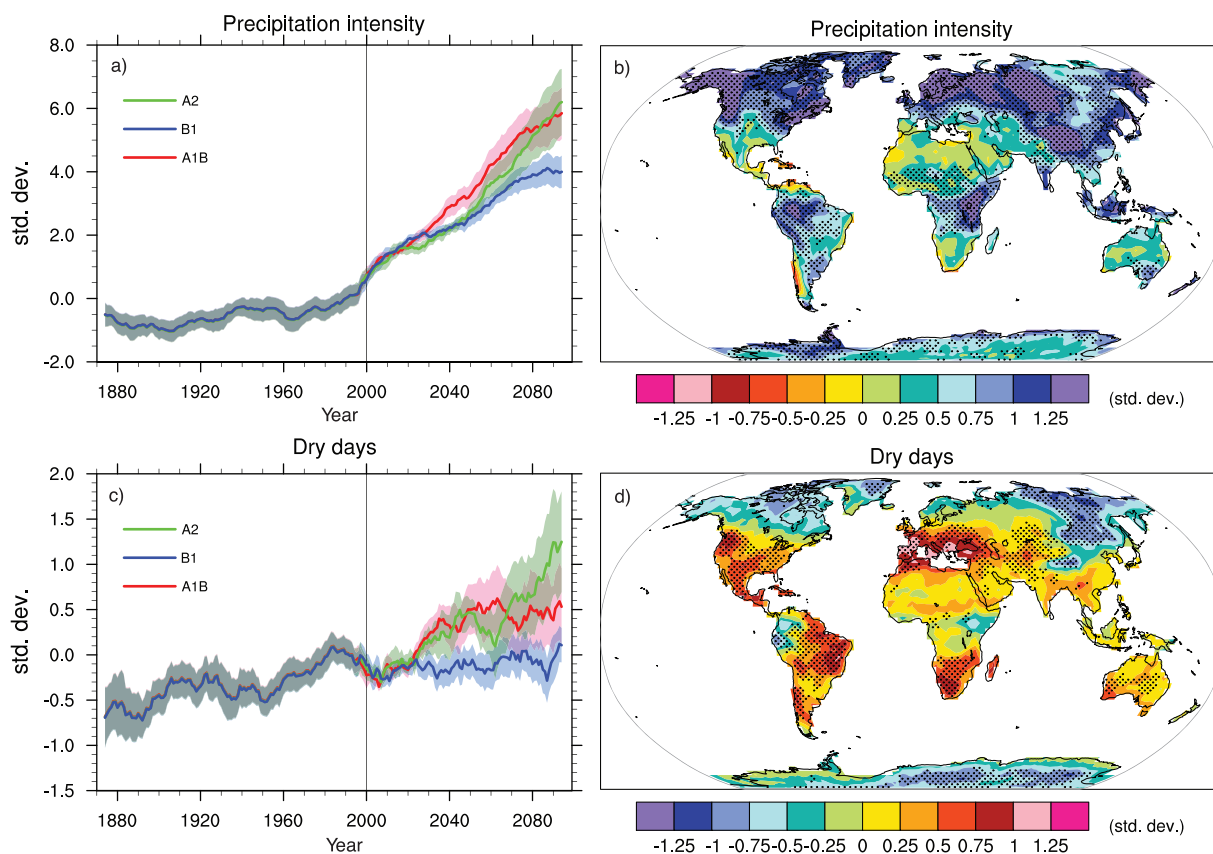 Precipitation intensity
a)
8.0
6.0
4.0
2.0
0.0
-2.0
std. dev.
A2
B1
A1B
1880 1920 1960 2000 2040 2080
Year
Precipitation intensity
b)
-1.25 -1 -0.75 -0.5 -0.25 0 0.25 0.5 0.75 1 1.25
(std. dev.)
Dry days
c)
2.0
1.5
1.0
0.5
0.0
-0.5
-1.0
-1.5
std. dev.
A2
B1
A1B
1880 1920 1960 2000 2040 2080
Year
Dry days
d)
-1.25 -1 -0.75 -0.5 -0.25 0 0.25 0.5 0.75 1 1.25
(std. dev.)